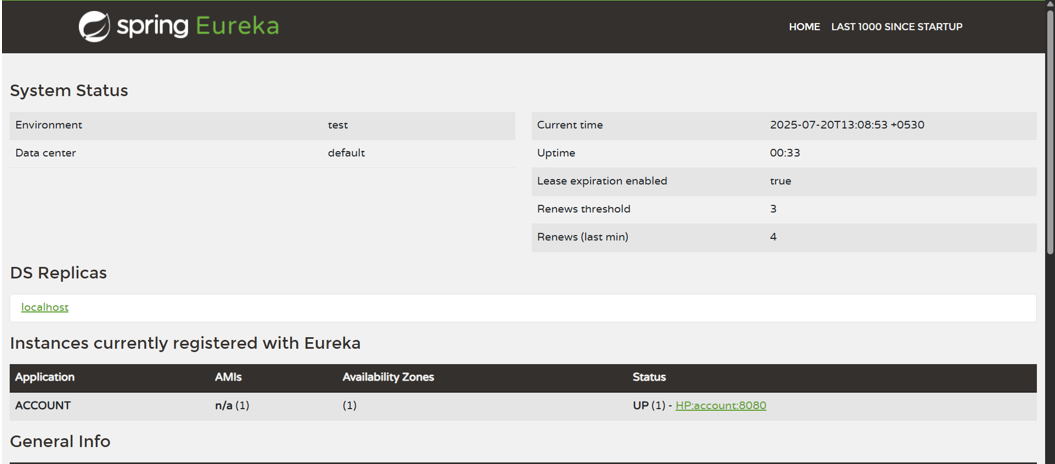 spring Eureka
HOME LAST 1000 SINCE STARTUP
System Status
Environment test
Data center default
Current time 2025-07-20T13:08:53 +0530
Uptime 00:33
Lease expiration enabled true
Renews threshold 3
Renews (last min) 4
DS Replicas
localhost
Instances currently registered with Eureka
Application AMIs Availability Zones Status
ACCOUNT n/a (1) (1) UP (1) - HP:account:8080
General Info